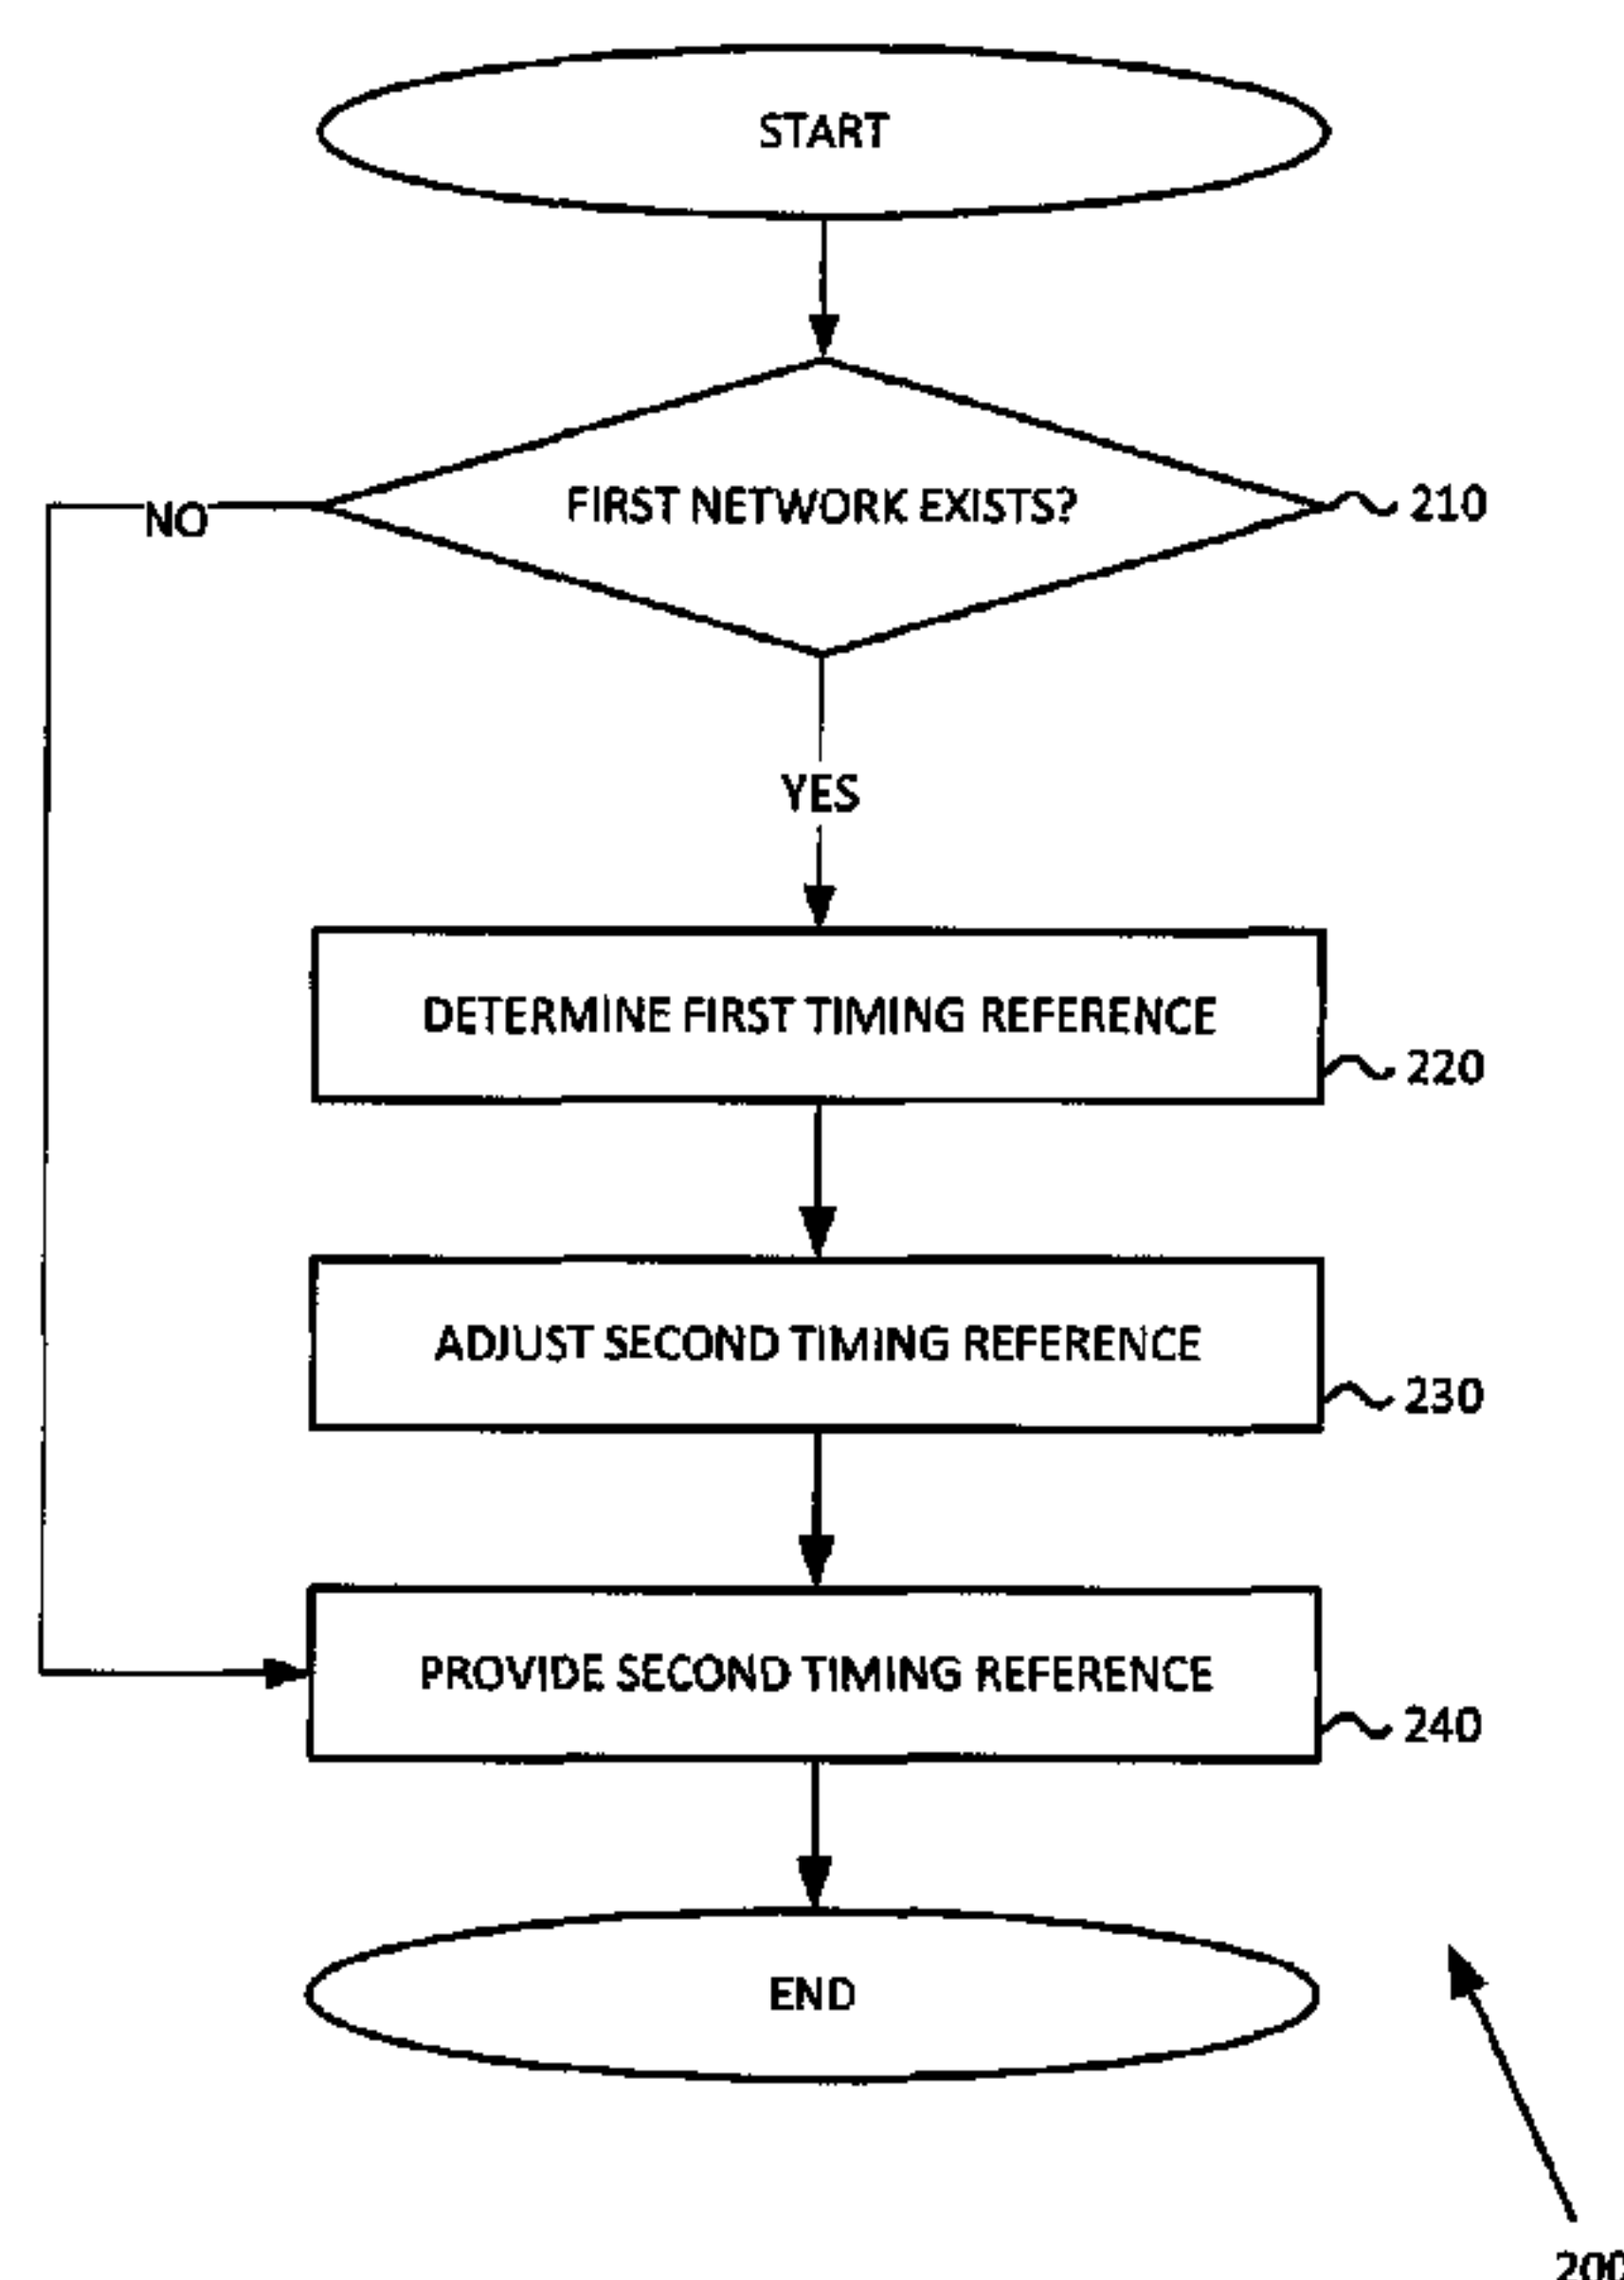 START
FIRST NETWORK EXISTS?
210
NO
YES
DETERMINE FIRST TIMING REFERENCE
220
ADJUST SECOND TIMING REFERENCE
230
PROVIDE SECOND TIMING REFERENCE
240
END
200